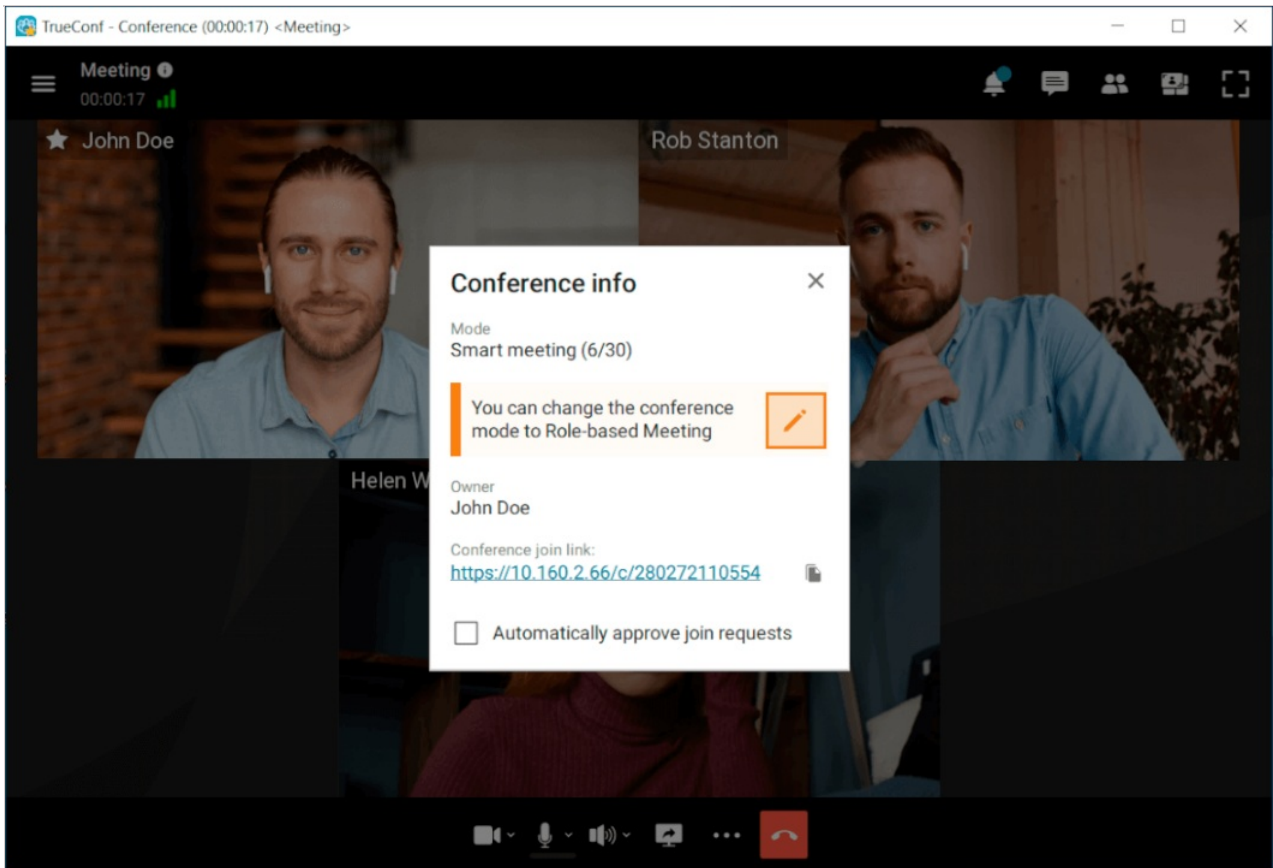 TrueConf - Conference (00:00:17) <Meeting>
Meeting
00:00:17
John Doe
Rob Stanton
Conference info
Mode
Smart meeting (6/30)
You can change the conference
mode to Role-based Meeting
Helen W
Owner
John Doe
Conference join link:
https://10.160.2.66/c/280272110554
Automatically approve join requests